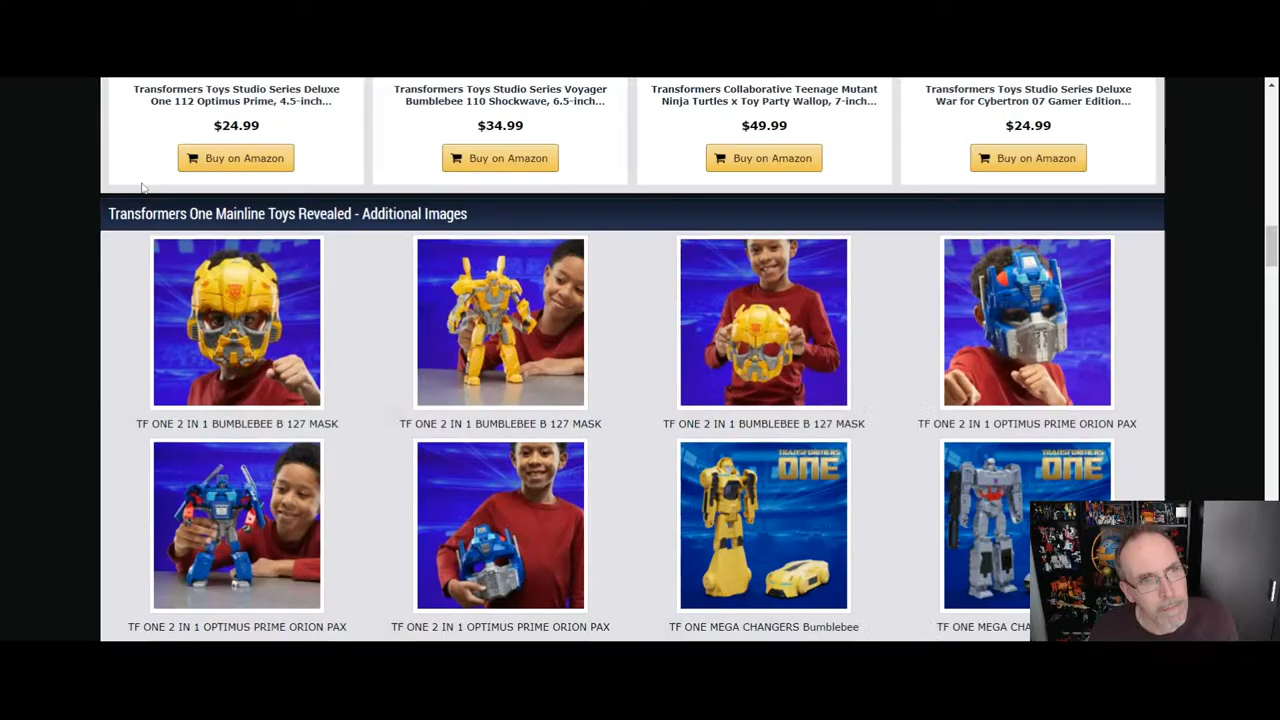 Transformers Toys Studio Series Deluxe
One 112 Optimus Prime, 4.5-inch...
$24.99
Buy on Amazon
Transformers Toys Studio Series Voyager
Bumblebee 110 Shockwave, 6.5-inch...
$34.99
Buy on Amazon
Transformers Collaborative Teenage Mutant
Ninja Turtles x Toy Party Wallop, 7-inch...
$49.99
Buy on Amazon
Transformers Toys Studio Series Deluxe
War for Cybertron 07 Gamer Edition...
$24.99
Buy on Amazon
Transformers One Mainline Toys Revealed - Additional Images
TF ONE 2 IN 1 BUMBLEBEE B 127 MASK
TF ONE 2 IN 1 BUMBLEBEE B 127 MASK
TF ONE 2 IN 1 BUMBLEBEE B 127 MASK
TF ONE 2 IN 1 OPTIMUS PRIME ORION PAX
TRANSFORMERS
ONE
TRANSFORMERS
ONE
TF ONE 2 IN 1 OPTIMUS PRIME ORION PAX
TF ONE 2 IN 1 OPTIMUS PRIME ORION PAX
TF ONE MEGA CHANGERS Bumblebee
TF ONE MEGA CHA